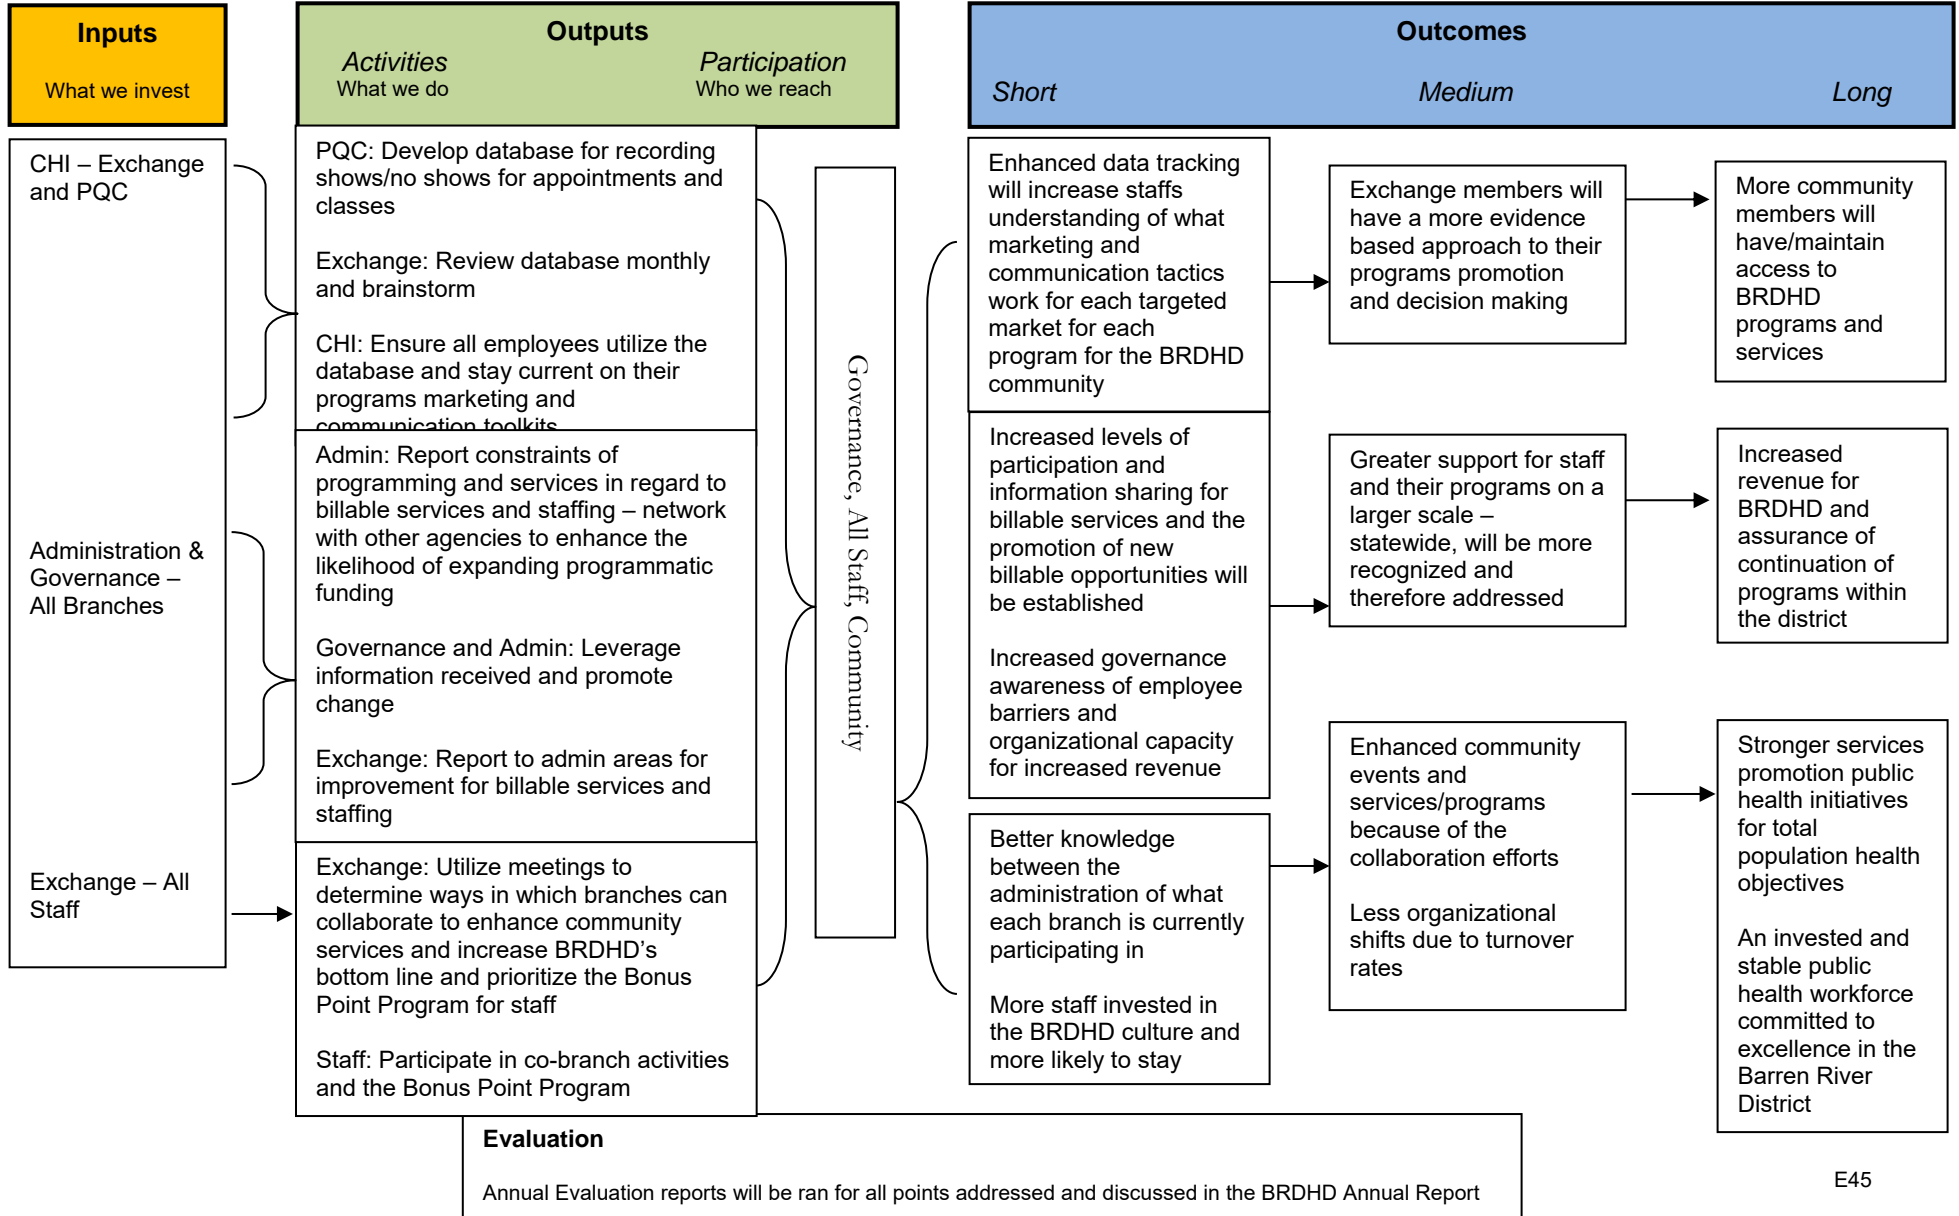 Inputs
What we invest
Outputs
Activities
Participation
What we do
Who we reach
Outcomes
Short
Medium
Long
CHI – Exchange
and PQC
Administration &
Governance –
All Branches
Exchange – All
Staff
PQC: Develop database for recording
shows/no shows for appointments and
classes
Exchange: Review database monthly
and brainstorm
CHI: Ensure all employees utilize the
database and stay current on their
programs marketing and
communication toolkits
Admin: Report constraints of
programming and services in regard to
billable services and staffing – network
with other agencies to enhance the
likelihood of expanding programmatic
funding
Governance and Admin: Leverage
information received and promote
change
Exchange: Report to admin areas for
improvement for billable services and
staffing
Exchange: Utilize meetings to
determine ways in which branches can
collaborate to enhance community
services and increase BRDHD’s
bottom line and prioritize the Bonus
Point Program for staff
Staff: Participate in co-branch activities
and the Bonus Point Program
Governance, All Staff, Community
Enhanced data tracking
will increase staffs
understanding of what
marketing and
communication tactics
work for each targeted
market for each
program for the BRDHD
community
Increased levels of
participation and
information sharing for
billable services and the
promotion of new
billable opportunities will
be established
Increased governance
awareness of employee
barriers and
organizational capacity
for increased revenue
Better knowledge
between the
administration of what
each branch is currently
participating in
More staff invested in
the BRDHD culture and
more likely to stay
Exchange members will
have a more evidence
based approach to their
programs promotion
and decision making
Greater support for staff
and their programs on a
larger scale –
statewide, will be more
recognized and
therefore addressed
Enhanced community
events and
services/programs
because of the
collaboration efforts
Less organizational
shifts due to turnover
rates
More community
members will
have/maintain
access to
BRDHD
programs and
services
Increased
revenue for
BRDHD and
assurance of
continuation of
programs within
the district
Stronger services
promotion public
health initiatives
for total
population health
objectives
An invested and
stable public
health workforce
committed to
excellence in the
Barren River
District
Evaluation
Annual Evaluation reports will be ran for all points addressed and discussed in the BRDHD Annual Report
E45